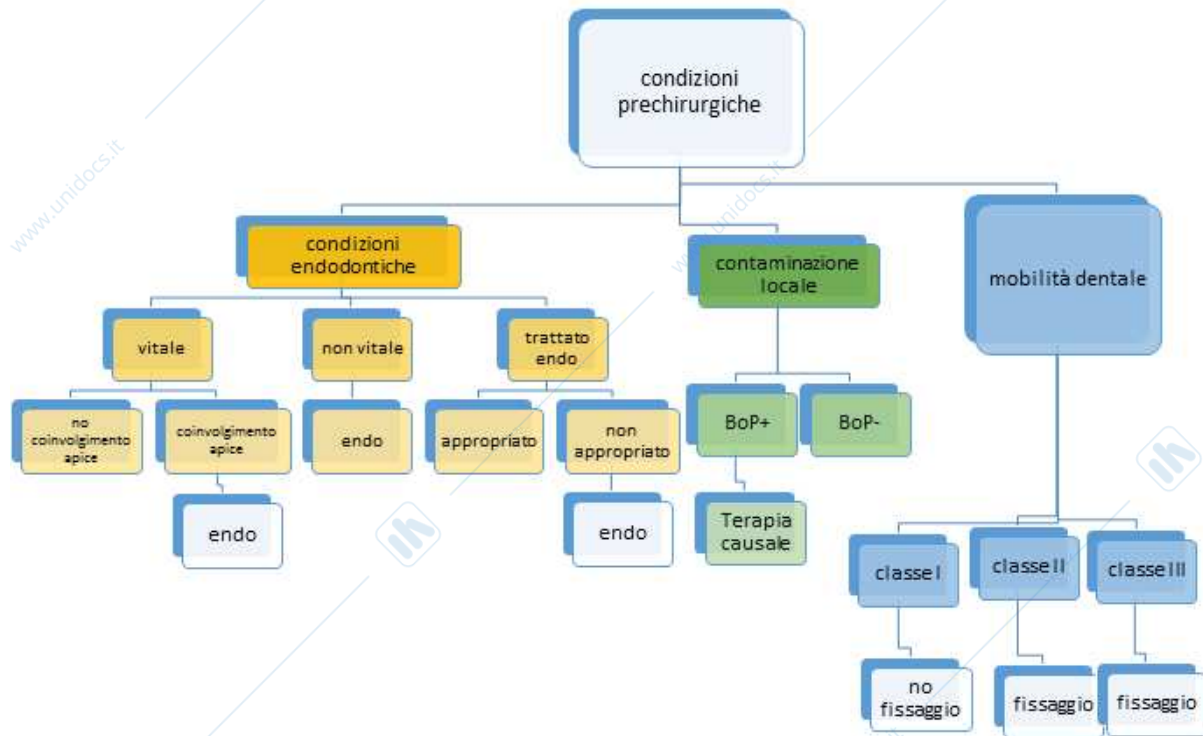 condizioni
prechirurgiche
condizioni
endodontiche
contaminazione
locale
mobilità dentale
vitale
non vitale
trattato
endo
no
coinvolgimento
apice
coinvolgimento
apice
endo
appropriato
non
appropriato
BoP+
BoP-
endo
endo
Terapia
causale
classe I
classe II
classe III
no
fissaggio
fissaggio
fissaggio
www.unidocs.it
www.unidocs.it